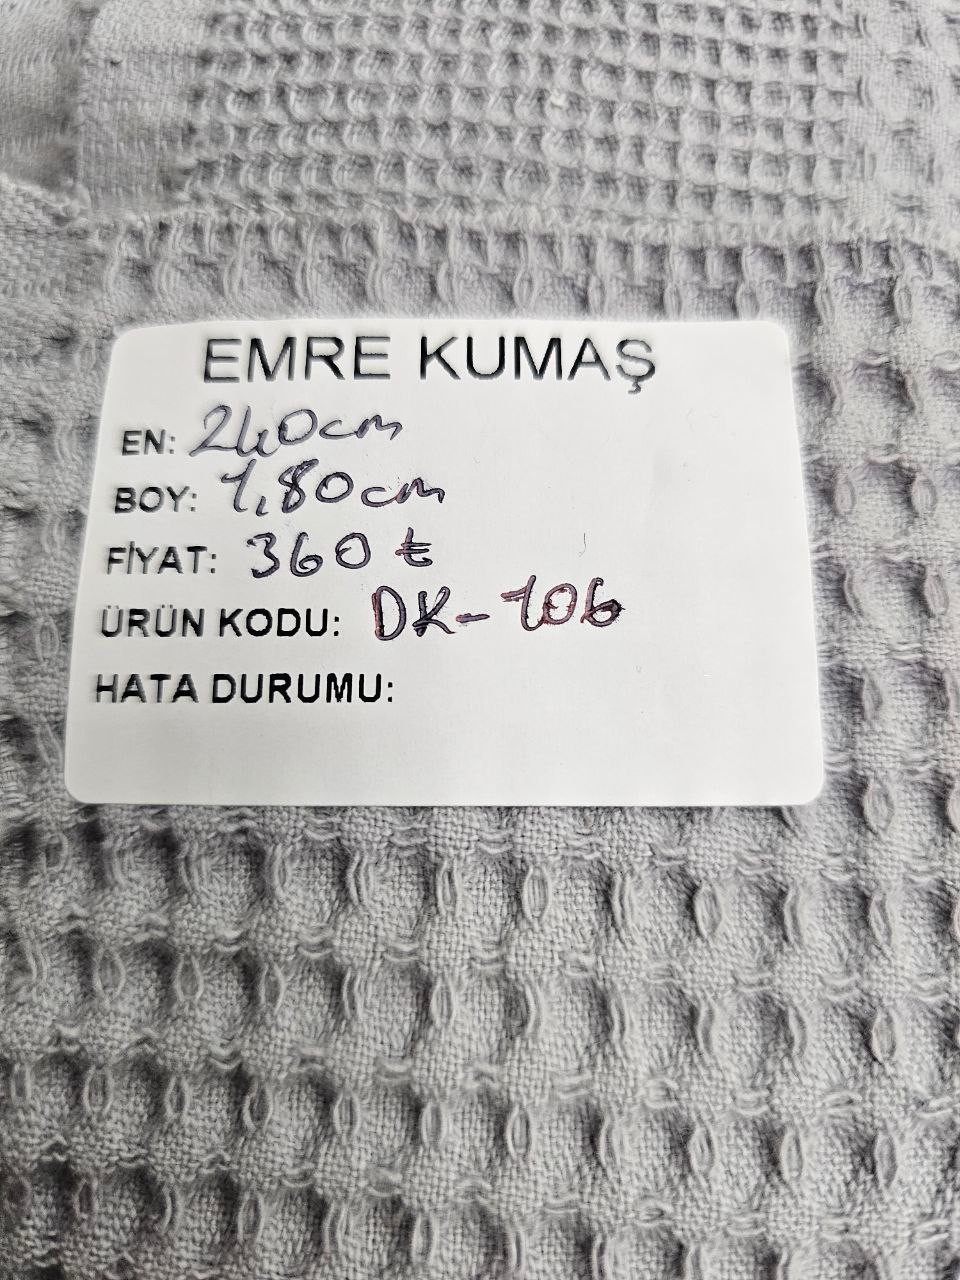 EMRE KUMAŞ
EN: 240cm
BOY: 1,80cm
FİYAT: 360 ₺
ÜRÜN KODU: DK-106
HATA DURUMU: